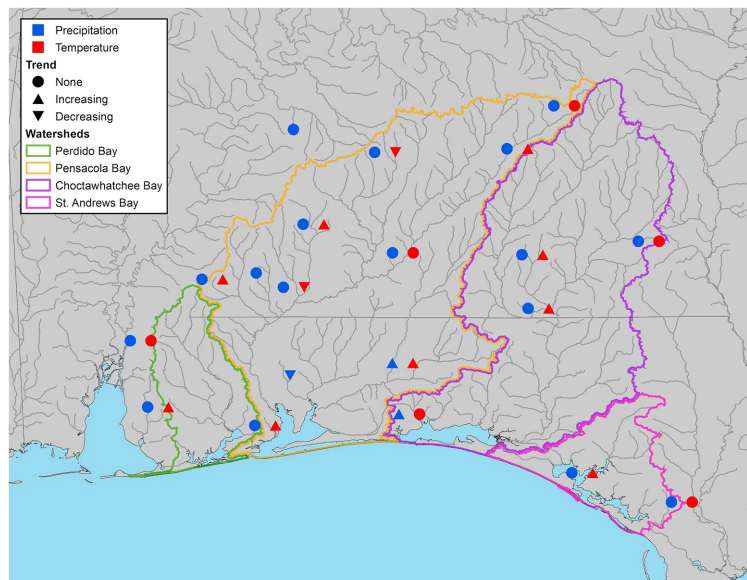 Precipitation
Temperature
Trend
None
Increasing
Decreasing
Watersheds
Perdido Bay
Pensacola Bay
Choctawhatchee Bay
St. Andrews Bay